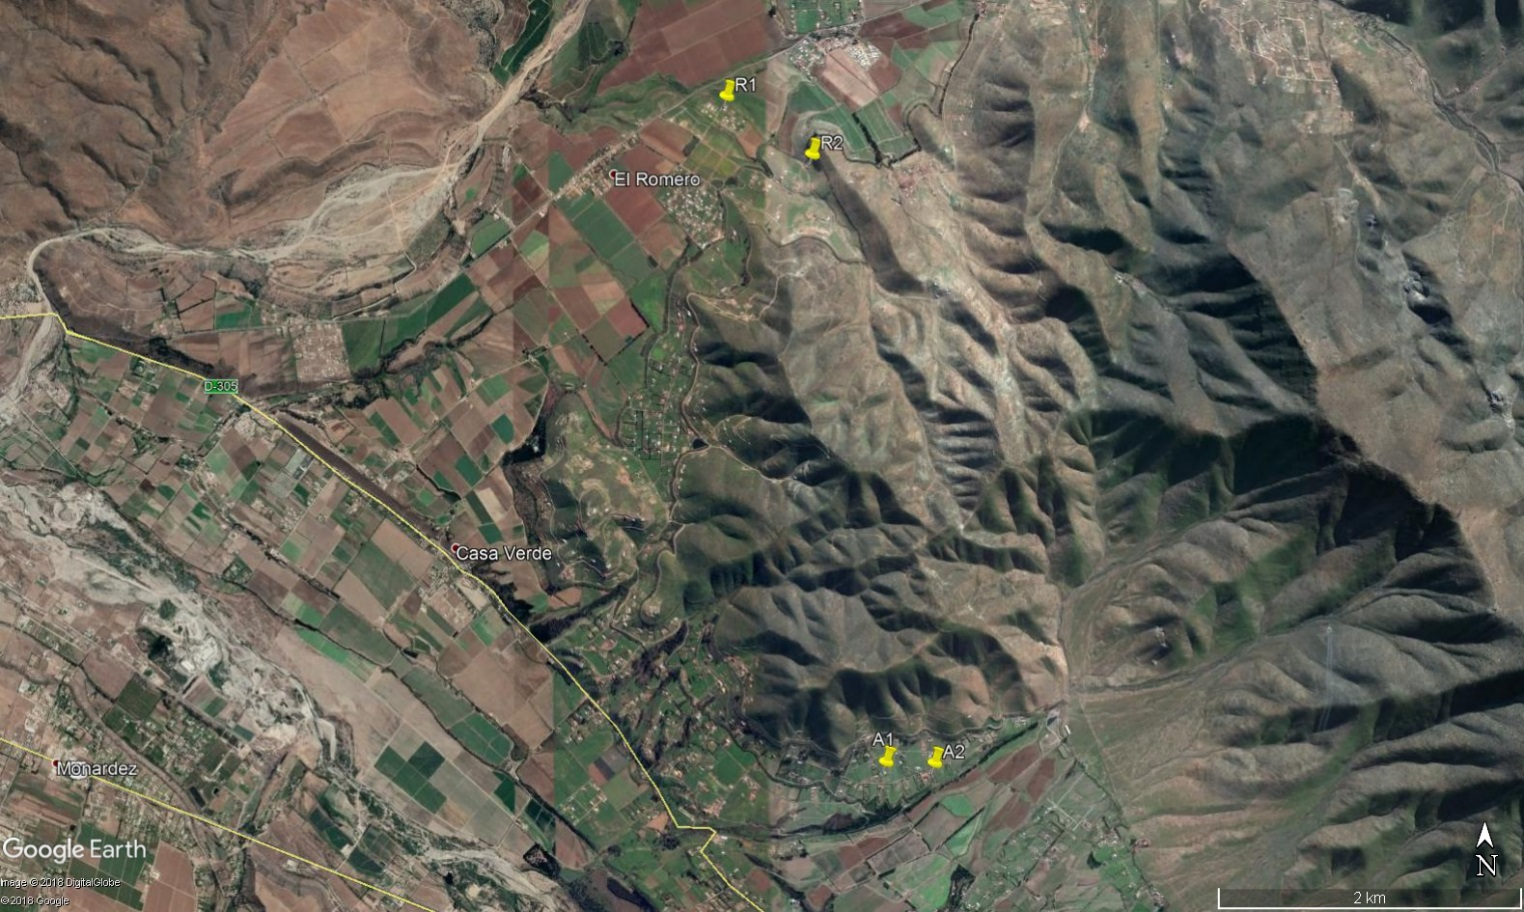 R1
R2
El Romero
D-305
Casa Verde
A1
A2
Monardez
Google Earth
Image © 2018 DigitalGlobe
© 2018 Google
N
2 km